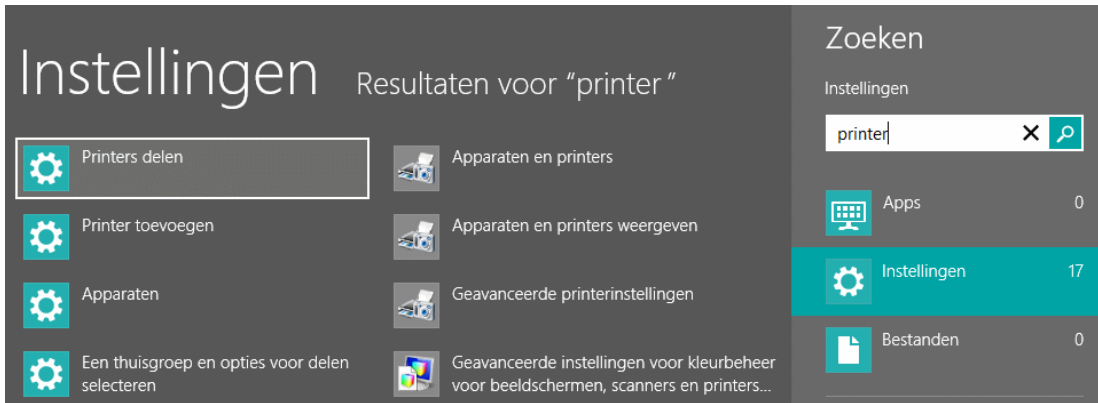 Instellingen Resultaten voor “printer ”
Printers delen
Printer toevoegen
Apparaten
Een thuisgroep en opties voor delen
selecteren
Apparaten en printers
Apparaten en printers weergeven
Geavanceerde printerinstellingen
Geavanceerde instellingen voor kleurbeheer
voor beeldschermen, scanners en printers...
Zoeken
Instellingen
printer
Apps 0
Instellingen 17
Bestanden 0